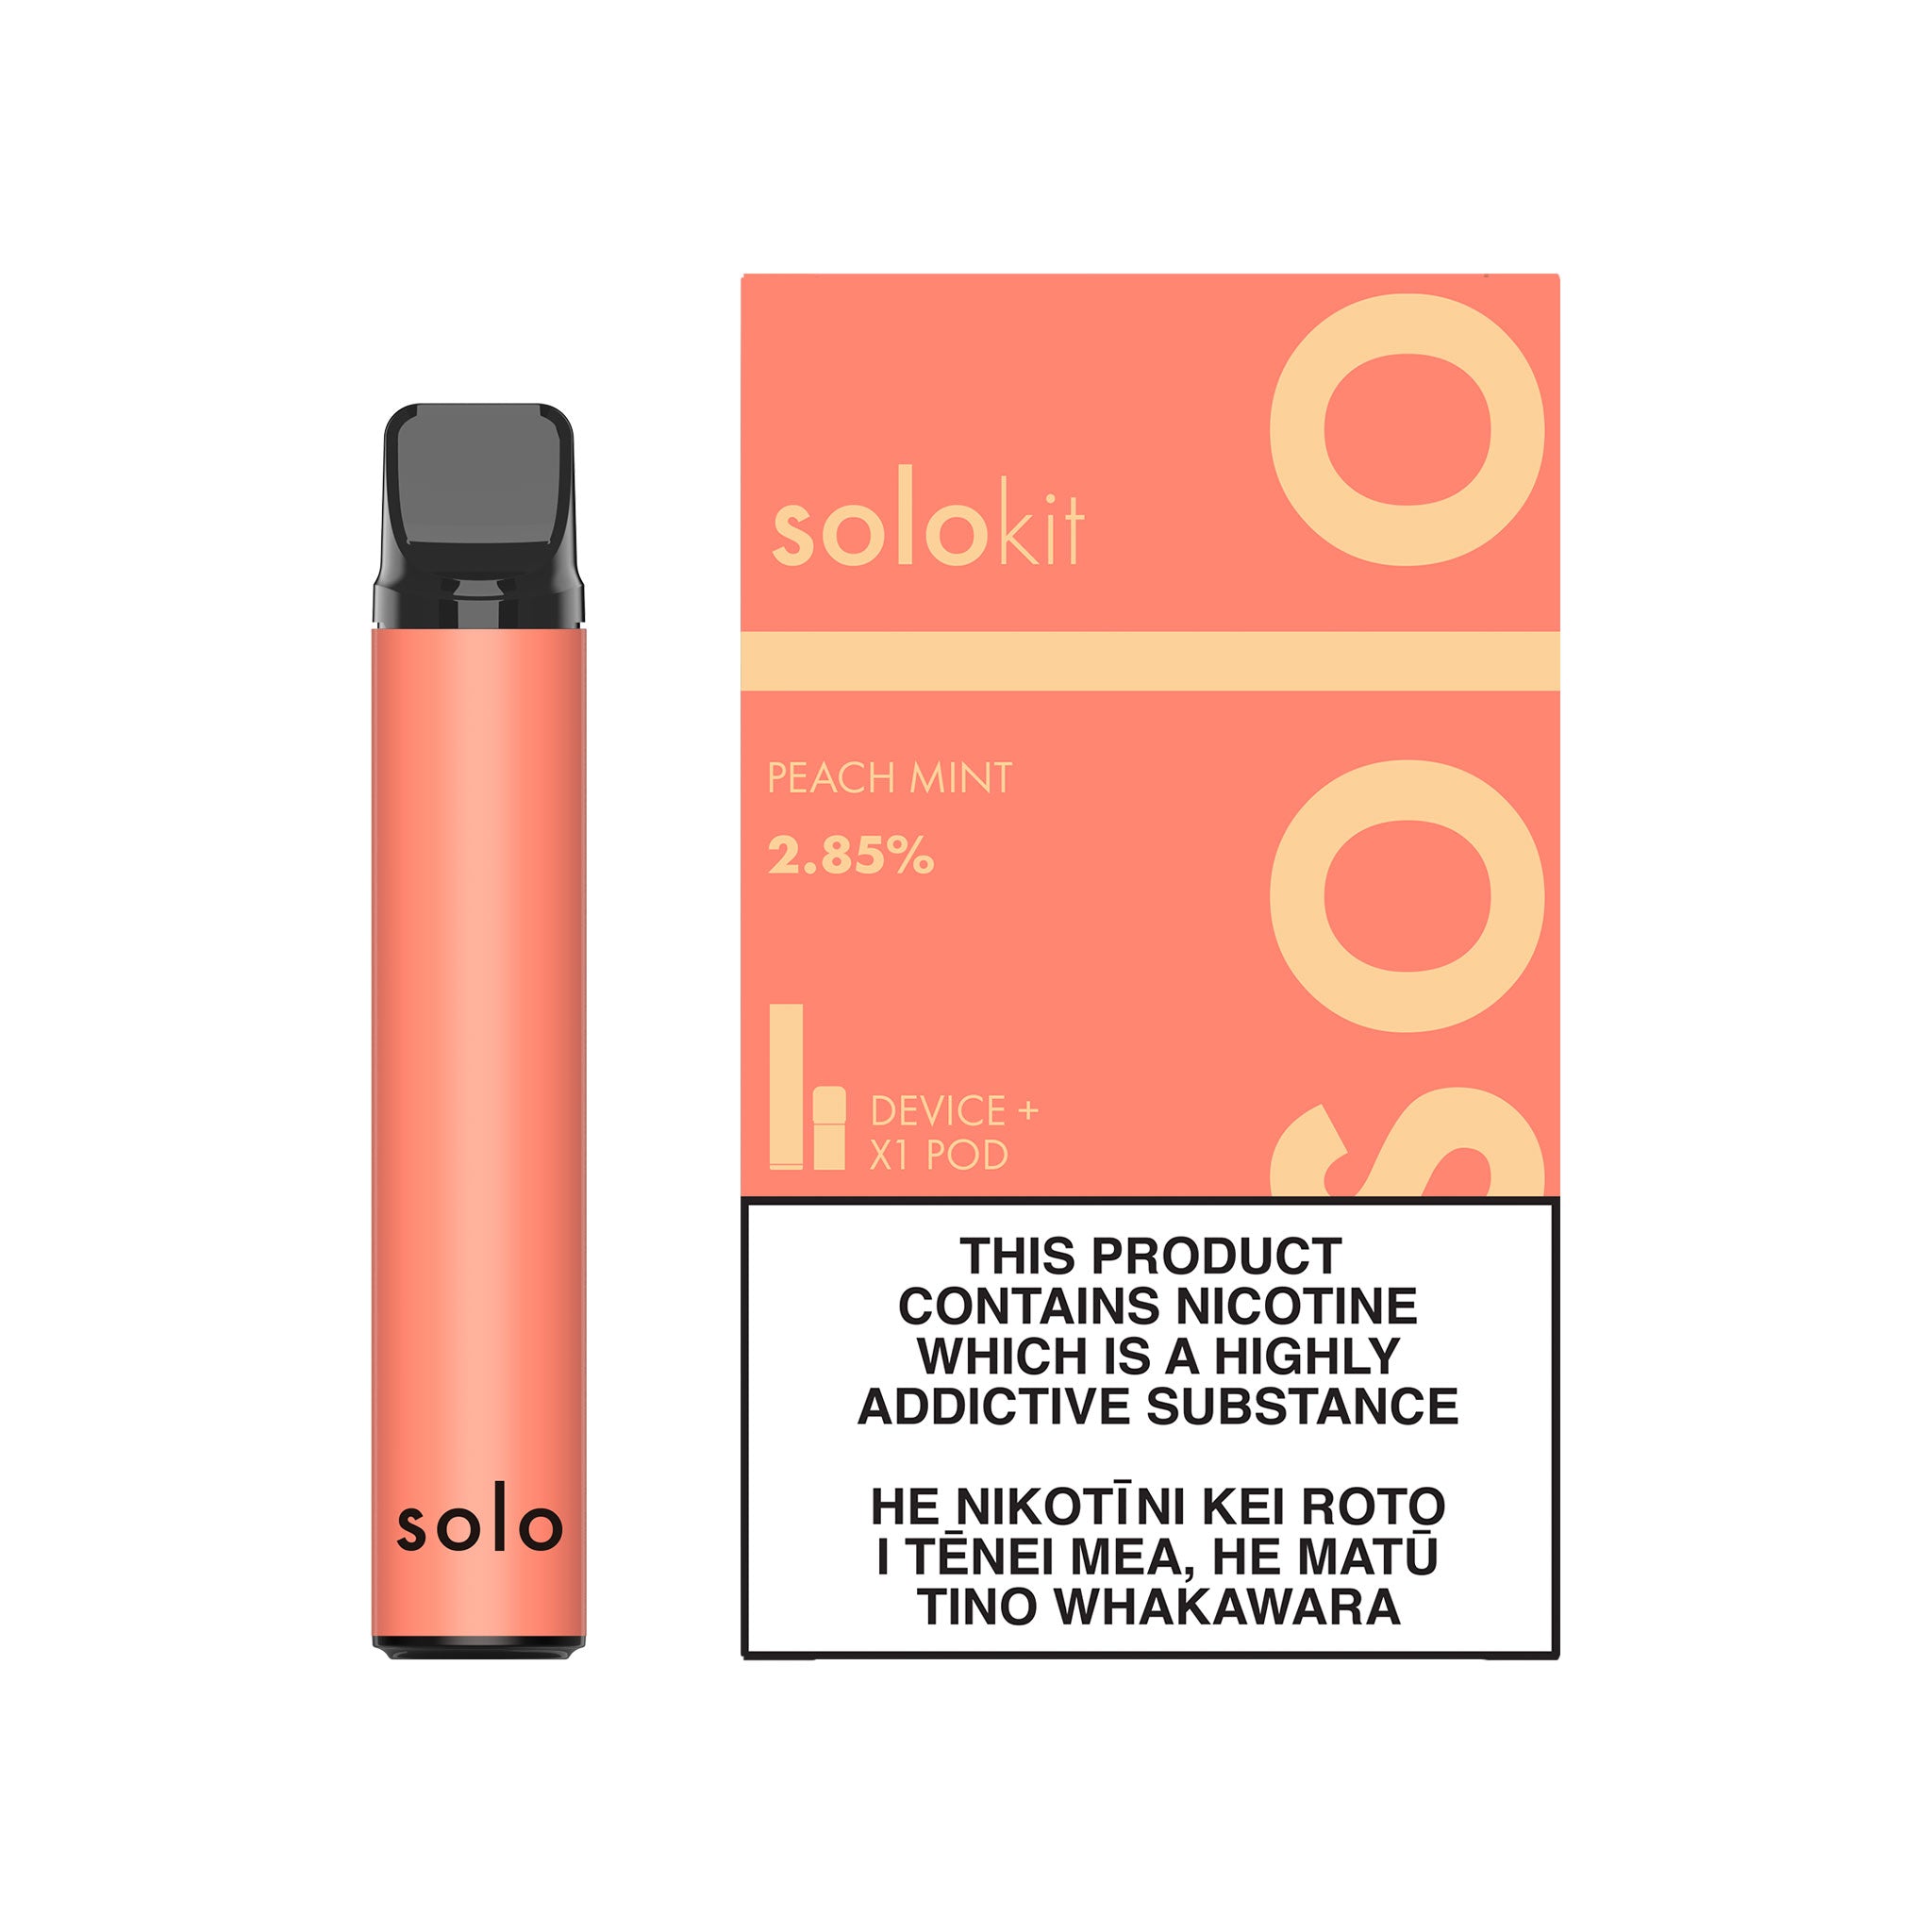 solo
solokit
PEACH MINT
2.85%
DEVICE +
X1 POD
SOLO
THIS PRODUCT
CONTAINS NICOTINE
WHICH IS A HIGHLY
ADDICTIVE SUBSTANCE
HE NIKOTĪNI KEI ROTO
I TĒNEI MEA, HE MATŪ
TINO WHAKAWARA